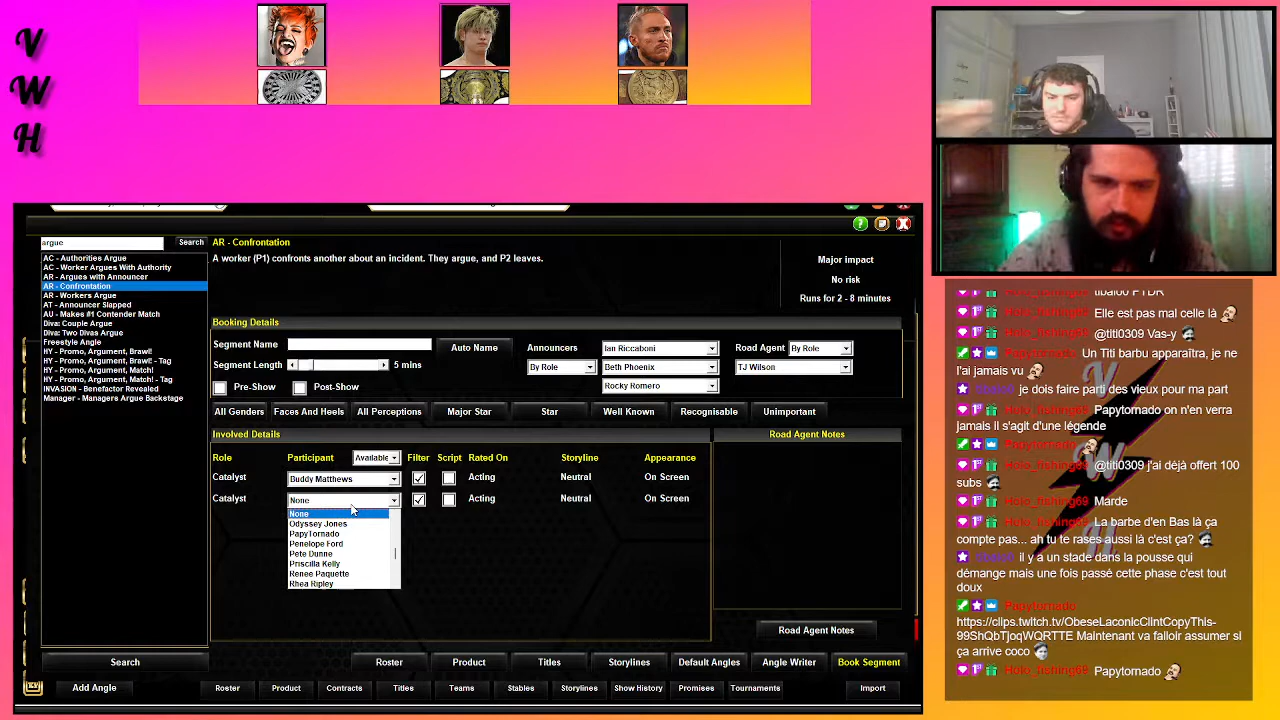 V
W
H
argue
Search
AC - Authorities Argue
AC - Worker Argues With Authority
AR - Argues with Announcer
AR - Confrontation
AR - Workers Argue
AT - Announcer Slapped
AU - Makes #1 Contender Match
Diva: Couple Argue
Diva: Two Divas Argue
Freestyle Angle
HY - Promo, Argument, Brawl!
HY - Promo, Argument, Brawl! - Tag
HY - Promo, Argument, Match!
HY - Promo, Argument, Match! - Tag
INVASION - Benefactor Revealed
Manager - Managers Argue Backstage
AR - Confrontation
A worker (P1) confronts another about an incident. They argue, and P2 leaves.
Major impact
No risk
Runs for 2 - 8 minutes
Booking Details
Segment Name
Auto Name
Announcers
Ian Riccaboni
Road Agent
By Role
Segment Length
5 mins
By Role
Beth Phoenix
TJ Wilson
Rocky Romero
Pre-Show
Post-Show
All Genders
Faces And Heels
All Perceptions
Major Star
Star
Well Known
Recognisable
Unimportant
Involved Details
Road Agent Notes
Role
Participant
Available
Filter
Script
Rated On
Storyline
Appearance
Catalyst
Buddy Matthews
Acting
Neutral
On Screen
Catalyst
None
Acting
Neutral
On Screen
None
Odyssey Jones
PapyTornado
Penelope Ford
Pete Dunne
Priscilla Kelly
Renee Paquette
Rhea Ripley
Road Agent Notes
Search
Roster
Product
Titles
Storylines
Default Angles
Angle Writer
Book Segment
Add Angle
Roster
Product
Contracts
Titles
Teams
Stables
Storylines
Show History
Promises
Tournaments
Import
Elle est pas mal celle là
@titi0309 Vas-y
Un Titi barbu apparaîtra, je ne
l'ai jamais vu
je dois faire parti des vieux pour ma part
Papytornado on n'en verra
jamais il s'agit d'une légende
@titi0309 j'ai déjà offert 100
subs
Marde
La barbe d'en Bas là ça
compte pas... ah tu te rases aussi là c'est ça?
il y a un stade dans la pousse qui
démange mais une fois passé cette phase c'est tout
doux
Papytornado
https://clips.twitch.tv/ObeseLaconicClintCopyThis-
99ShQbTjoqWQRTTE Maintenant va falloir assumer si
ça arrive coco
Papytornado